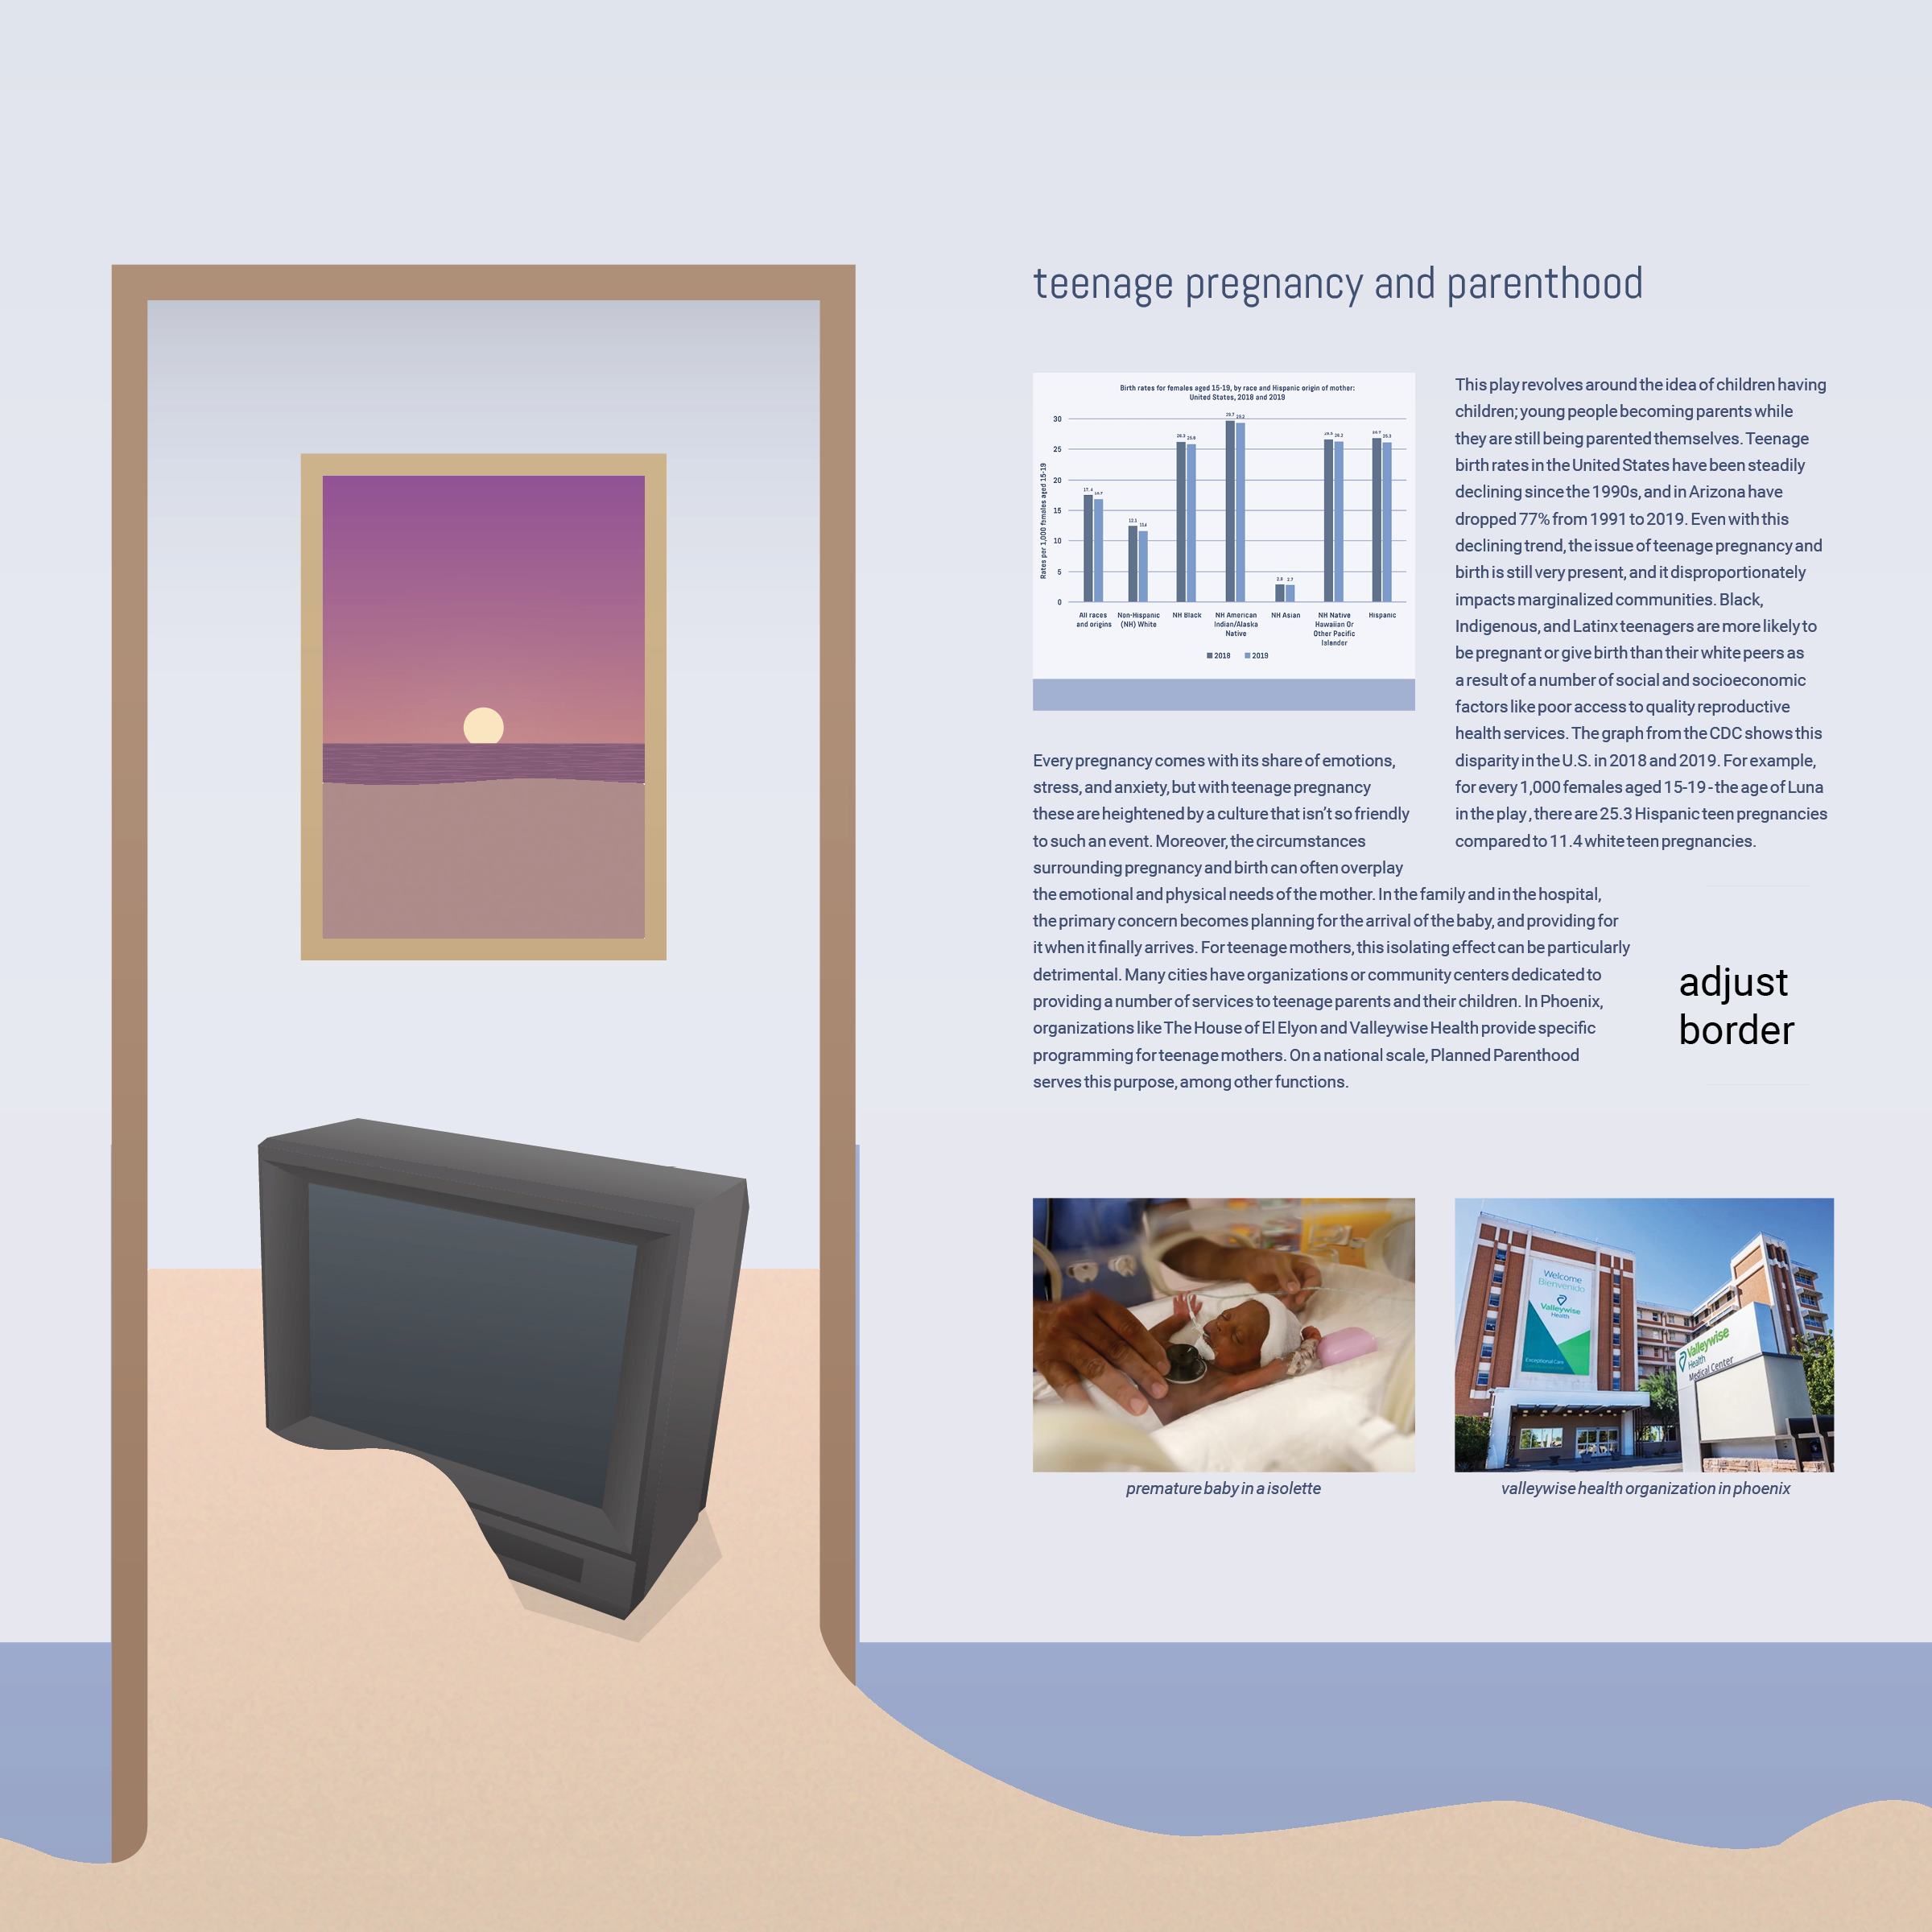 teenage pregnancy and parenthood
Birth rates for females aged 15-19, by race and Hispanic origin of mother:
United States, 2018 and 2019
Rates per 1,000 females aged 15-19
30
25
20
15
10
5
0
17.4
12.1
11.4
26.3
25.8
29.7
29.2
2.8
2.7
26.2
25.3
All races
and origins
Non-Hispanic
(NH) White
NH Black
NH American
Indian/Alaska
Native
NH Asian
NH Native
Hawaiian Or
Other Pacific
Islander
Hispanic
2018
2019
This play revolves around the idea of children having
children; young people becoming parents while
they are still being parented themselves. Teenage
birth rates in the United States have been steadily
declining since the 1990s, and in Arizona have
dropped 77% from 1991 to 2019. Even with this
declining trend, the issue of teenage pregnancy and
birth is still very present, and it disproportionately
impacts marginalized communities. Black,
Indigenous, and Latinx teenagers are more likely to
be pregnant or give birth than their white peers as
a result of a number of social and socioeconomic
factors like poor access to quality reproductive
health services. The graph from the CDC shows this
disparity in the U.S. in 2018 and 2019. For example,
for every 1,000 females aged 15-19 - the age of Luna
in the play , there are 25.3 Hispanic teen pregnancies
compared to 11.4 white teen pregnancies.
Every pregnancy comes with its share of emotions,
stress, and anxiety, but with teenage pregnancy
these are heightened by a culture that isn't so friendly
to such an event. Moreover, the circumstances
surrounding pregnancy and birth can often overplay
the emotional and physical needs of the mother. In the family and in the hospital,
the primary concern becomes planning for the arrival of the baby, and providing for
it when it finally arrives. For teenage mothers, this isolating effect can be particularly
detrimental. Many cities have organizations or community centers dedicated to
providing a number of services to teenage parents and their children. In Phoenix,
organizations like The House of El Elyon and Valleywise Health provide specific
programming for teenage mothers. On a national scale, Planned Parenthood
serves this purpose, among other functions.
adjust
border
Welcome
Bienvenido
Valleywise
Health
Exceptional Care
Valleywise
Health
Medical Center
premature baby in a isolette
valleywise health organization in phoenix